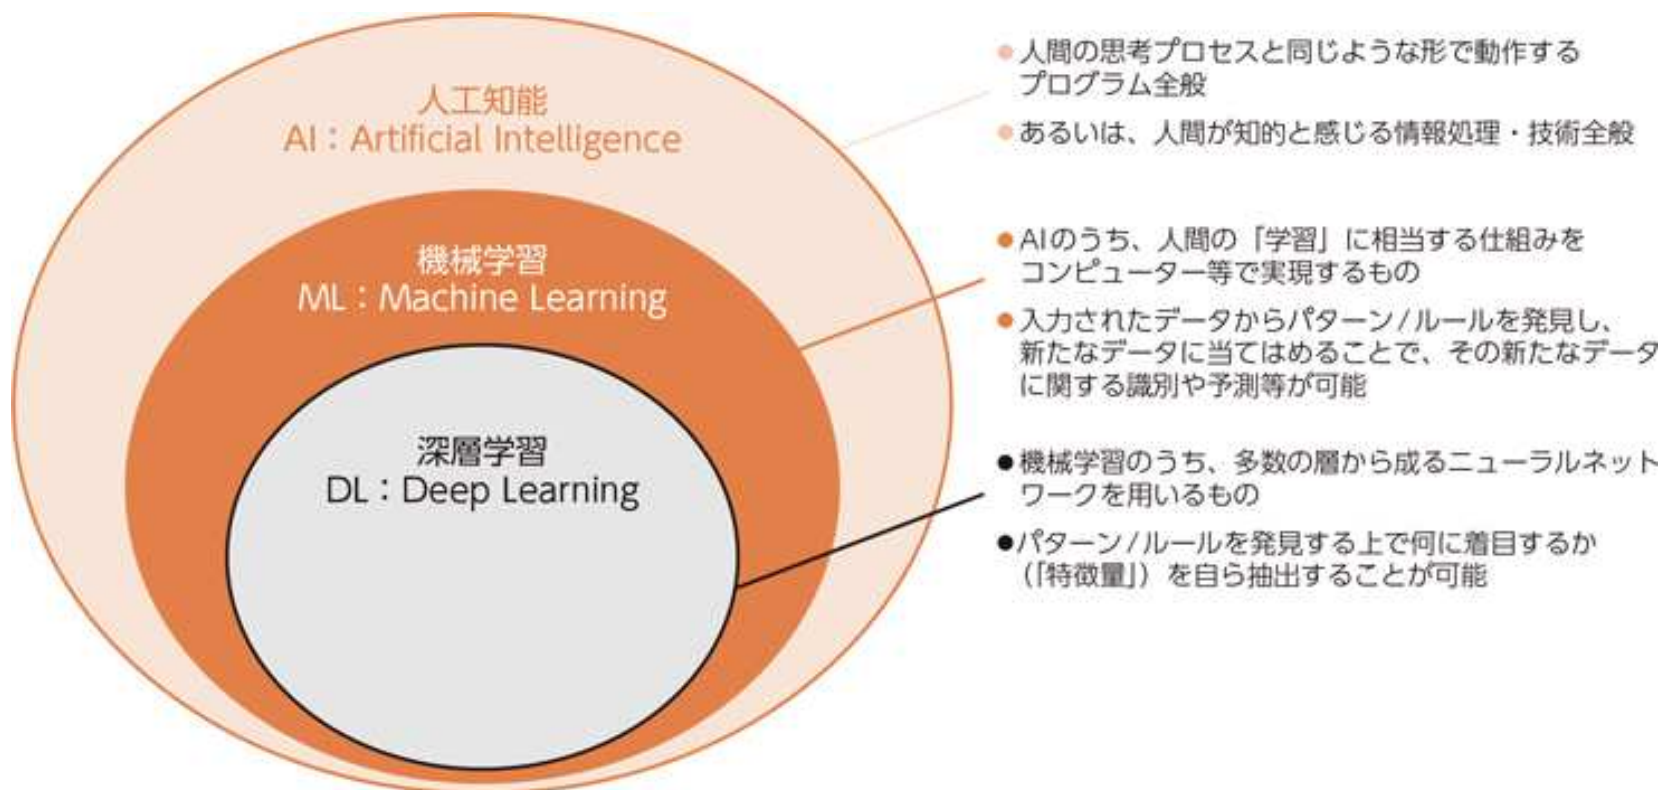 人工知能
AI：Artificial Intelligence
機械学習
ML：Machine Learning
深層学習
DL：Deep Learning
●人間の思考プロセスと同じような形で動作する
プログラム全般
●あるいは、人間が知的と感じる情報処理・技術全般
●AIのうち、人間の「学習」に相当する仕組みを
コンピューター等で実現するもの
●入力されたデータからパターン/ルールを発見し、
新たなデータに当てはめることで、その新たなデータ
に関する識別や予測等が可能
●機械学習のうち、多数の層から成るニューラルネット
ワークを用いるもの
●パターン/ルールを発見する上で何に着目するか
（「特徴量」）を自ら抽出することが可能